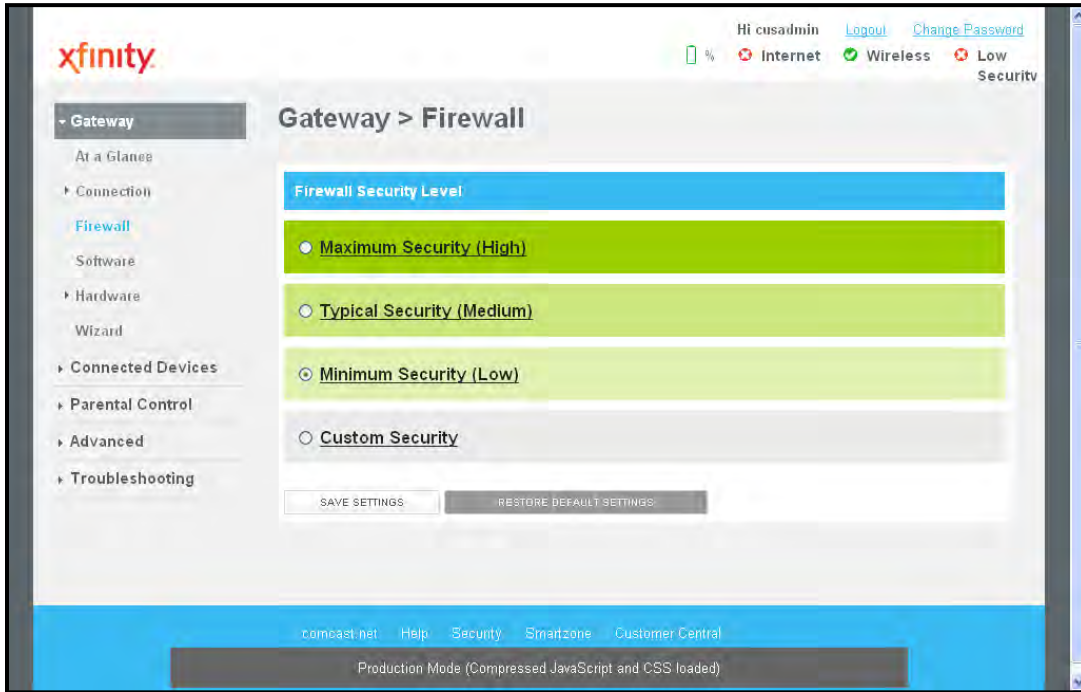 xfinity
Hi cusadmin Logout Change Password
% Internet Wireless Low Security
Gateway
At a Glance
Connection
Firewall
Software
Hardware
Wizard
Connected Devices
Parental Control
Advanced
Troubleshooting
Gateway > Firewall
Firewall Security Level
Maximum Security (High)
Typical Security (Medium)
Minimum Security (Low)
Custom Security
SAVE SETTINGS RESTORE DEFAULT SETTINGS
comcast.net Help Security Smartzone Customer Central
Production Mode (Compressed JavaScript and CSS loaded)